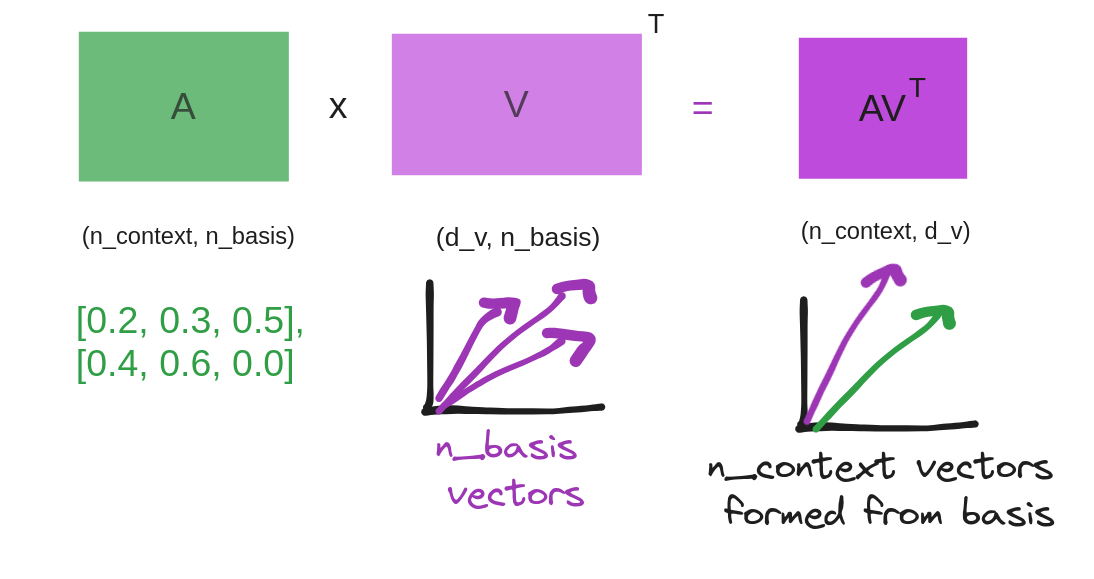 T
A x V = AV T
(n_context, n_basis) (d_v, n_basis) (n_context, d_v)
[0.2, 0.3, 0.5],
[0.4, 0.6, 0.0]
n_basis
vectors
n_context vectors
formed from basis